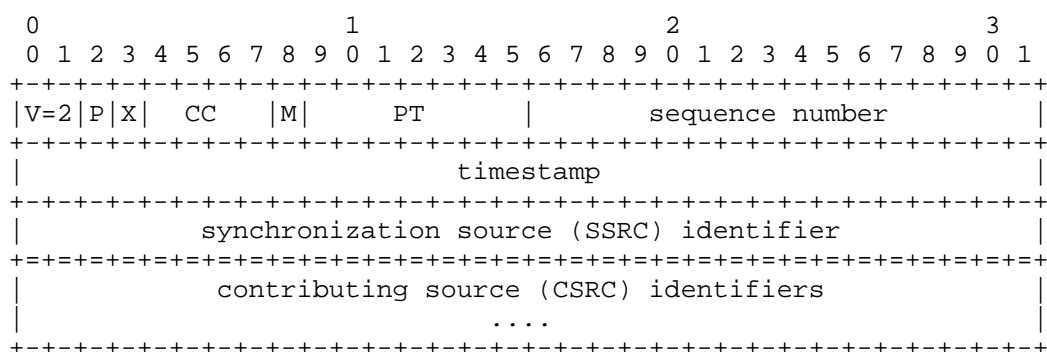 0                   1                   2                   3
 0 1 2 3 4 5 6 7 8 9 0 1 2 3 4 5 6 7 8 9 0 1 2 3 4 5 6 7 8 9 0 1
+-+-+-+-+-+-+-+-+-+-+-+-+-+-+-+-+-+-+-+-+-+-+-+-+-+-+-+-+-+-+-+-+
|V=2|P|X|  CC   |M|     PT      |       sequence number         |
+-+-+-+-+-+-+-+-+-+-+-+-+-+-+-+-+-+-+-+-+-+-+-+-+-+-+-+-+-+-+-+-+
|                           timestamp                           |
+-+-+-+-+-+-+-+-+-+-+-+-+-+-+-+-+-+-+-+-+-+-+-+-+-+-+-+-+-+-+-+-+
|           synchronization source (SSRC) identifier            |
+=+=+=+=+=+=+=+=+=+=+=+=+=+=+=+=+=+=+=+=+=+=+=+=+=+=+=+=+=+=+=+=+
|            contributing source (CSRC) identifiers             |
|                             ....                              |
+-+-+-+-+-+-+-+-+-+-+-+-+-+-+-+-+-+-+-+-+-+-+-+-+-+-+-+-+-+-+-+-+